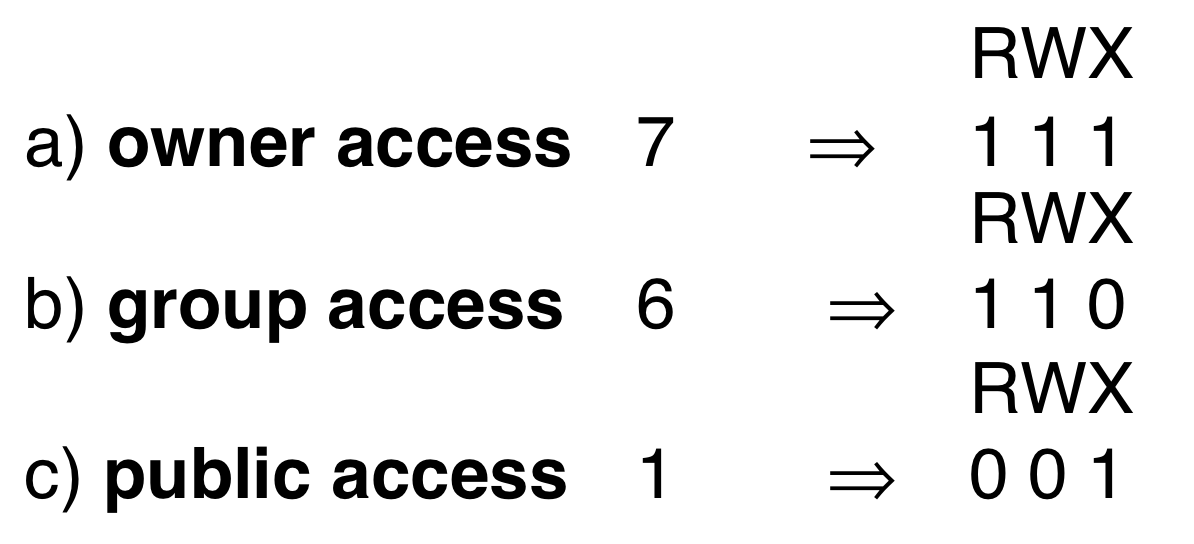 RWX
a) owner access 7 ⇒ 1 1 1
RWX
b) group access 6 ⇒ 1 1 0
RWX
c) public access 1 ⇒ 0 0 1